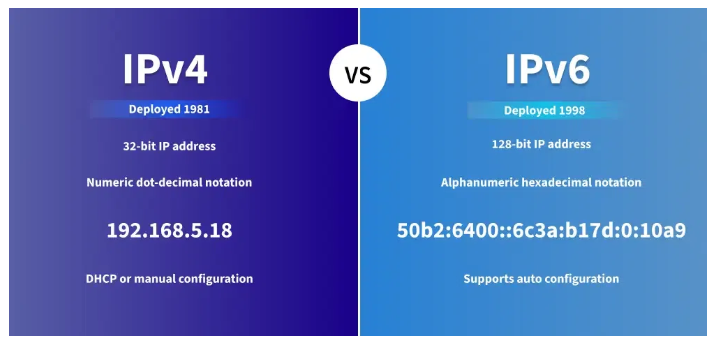 IPv4
Deployed 1981
32-bit IP address
Numeric dot-decimal notation
192.168.5.18
DHCP or manual configuration
VS
IPv6
Deployed 1998
128-bit IP address
Alphanumeric hexadecimal notation
50b2:6400::6c3a:b17d:0:10a9
Supports auto configuration